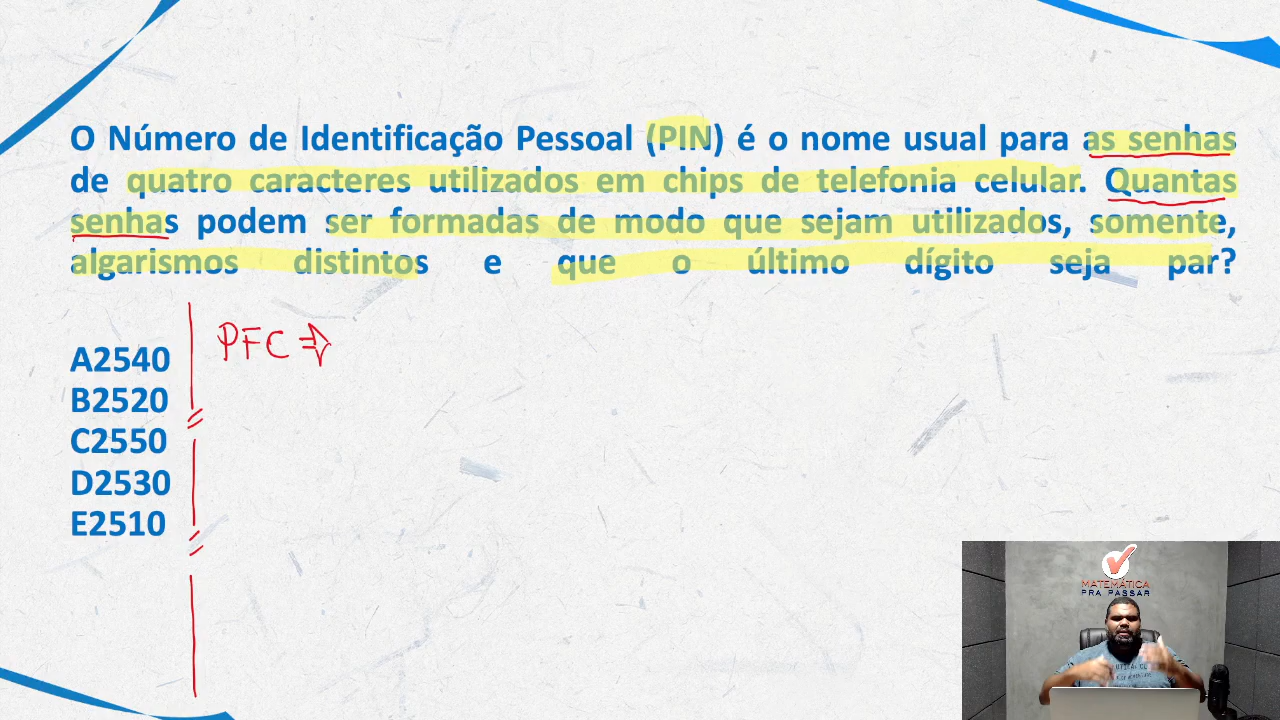 O Número de Identificação Pessoal (PIN) é o nome usual para as senhas
de quatro caracteres utilizados em chips de telefonia celular. Quantas
senhas podem ser formadas de modo que sejam utilizados, somente,
algarismos distintos e que o último dígito seja par?
PFC ⇒
A2540
B2520
C2550
D2530
E2510
MATEMÁTICA
PRA PASSAR